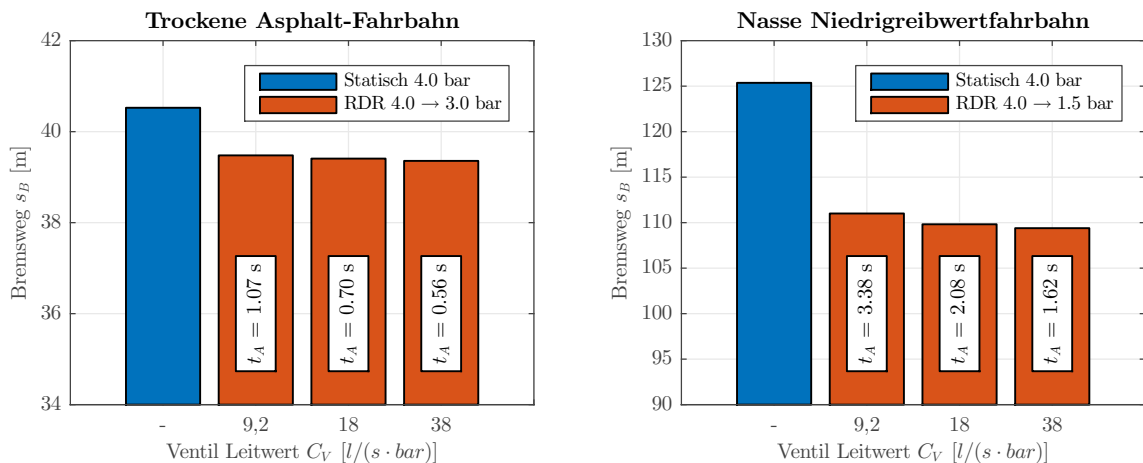 Trockene Asphalt-Fahrbahn
42
40
38
36
34
Bremsweg s_B [m]
Statisch 4.0 bar
RDR 4.0 → 3.0 bar
t_A = 1.07 s
t_A = 0.70 s
t_A = 0.56 s
-
9,2
18
38
Ventil Leitwert C_V [l/(s · bar)]
Nasse Niedrigreibwertfahrbahn
130
125
120
115
110
105
100
95
90
Bremsweg s_B [m]
Statisch 4.0 bar
RDR 4.0 → 1.5 bar
t_A = 3.38 s
t_A = 2.08 s
t_A = 1.62 s
-
9,2
18
38
Ventil Leitwert C_V [l/(s · bar)]